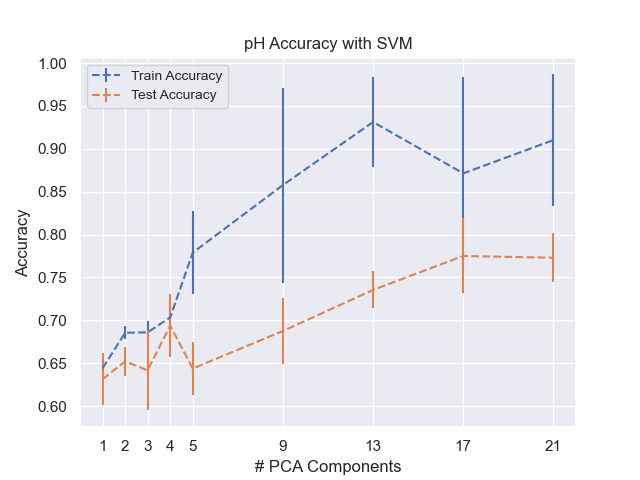 pH Accuracy with SVM
Train Accuracy
Test Accuracy
Accuracy
1.00
0.95
0.90
0.85
0.80
0.75
0.70
0.65
0.60
1 2 3 4 5 9 13 17 21
# PCA Components